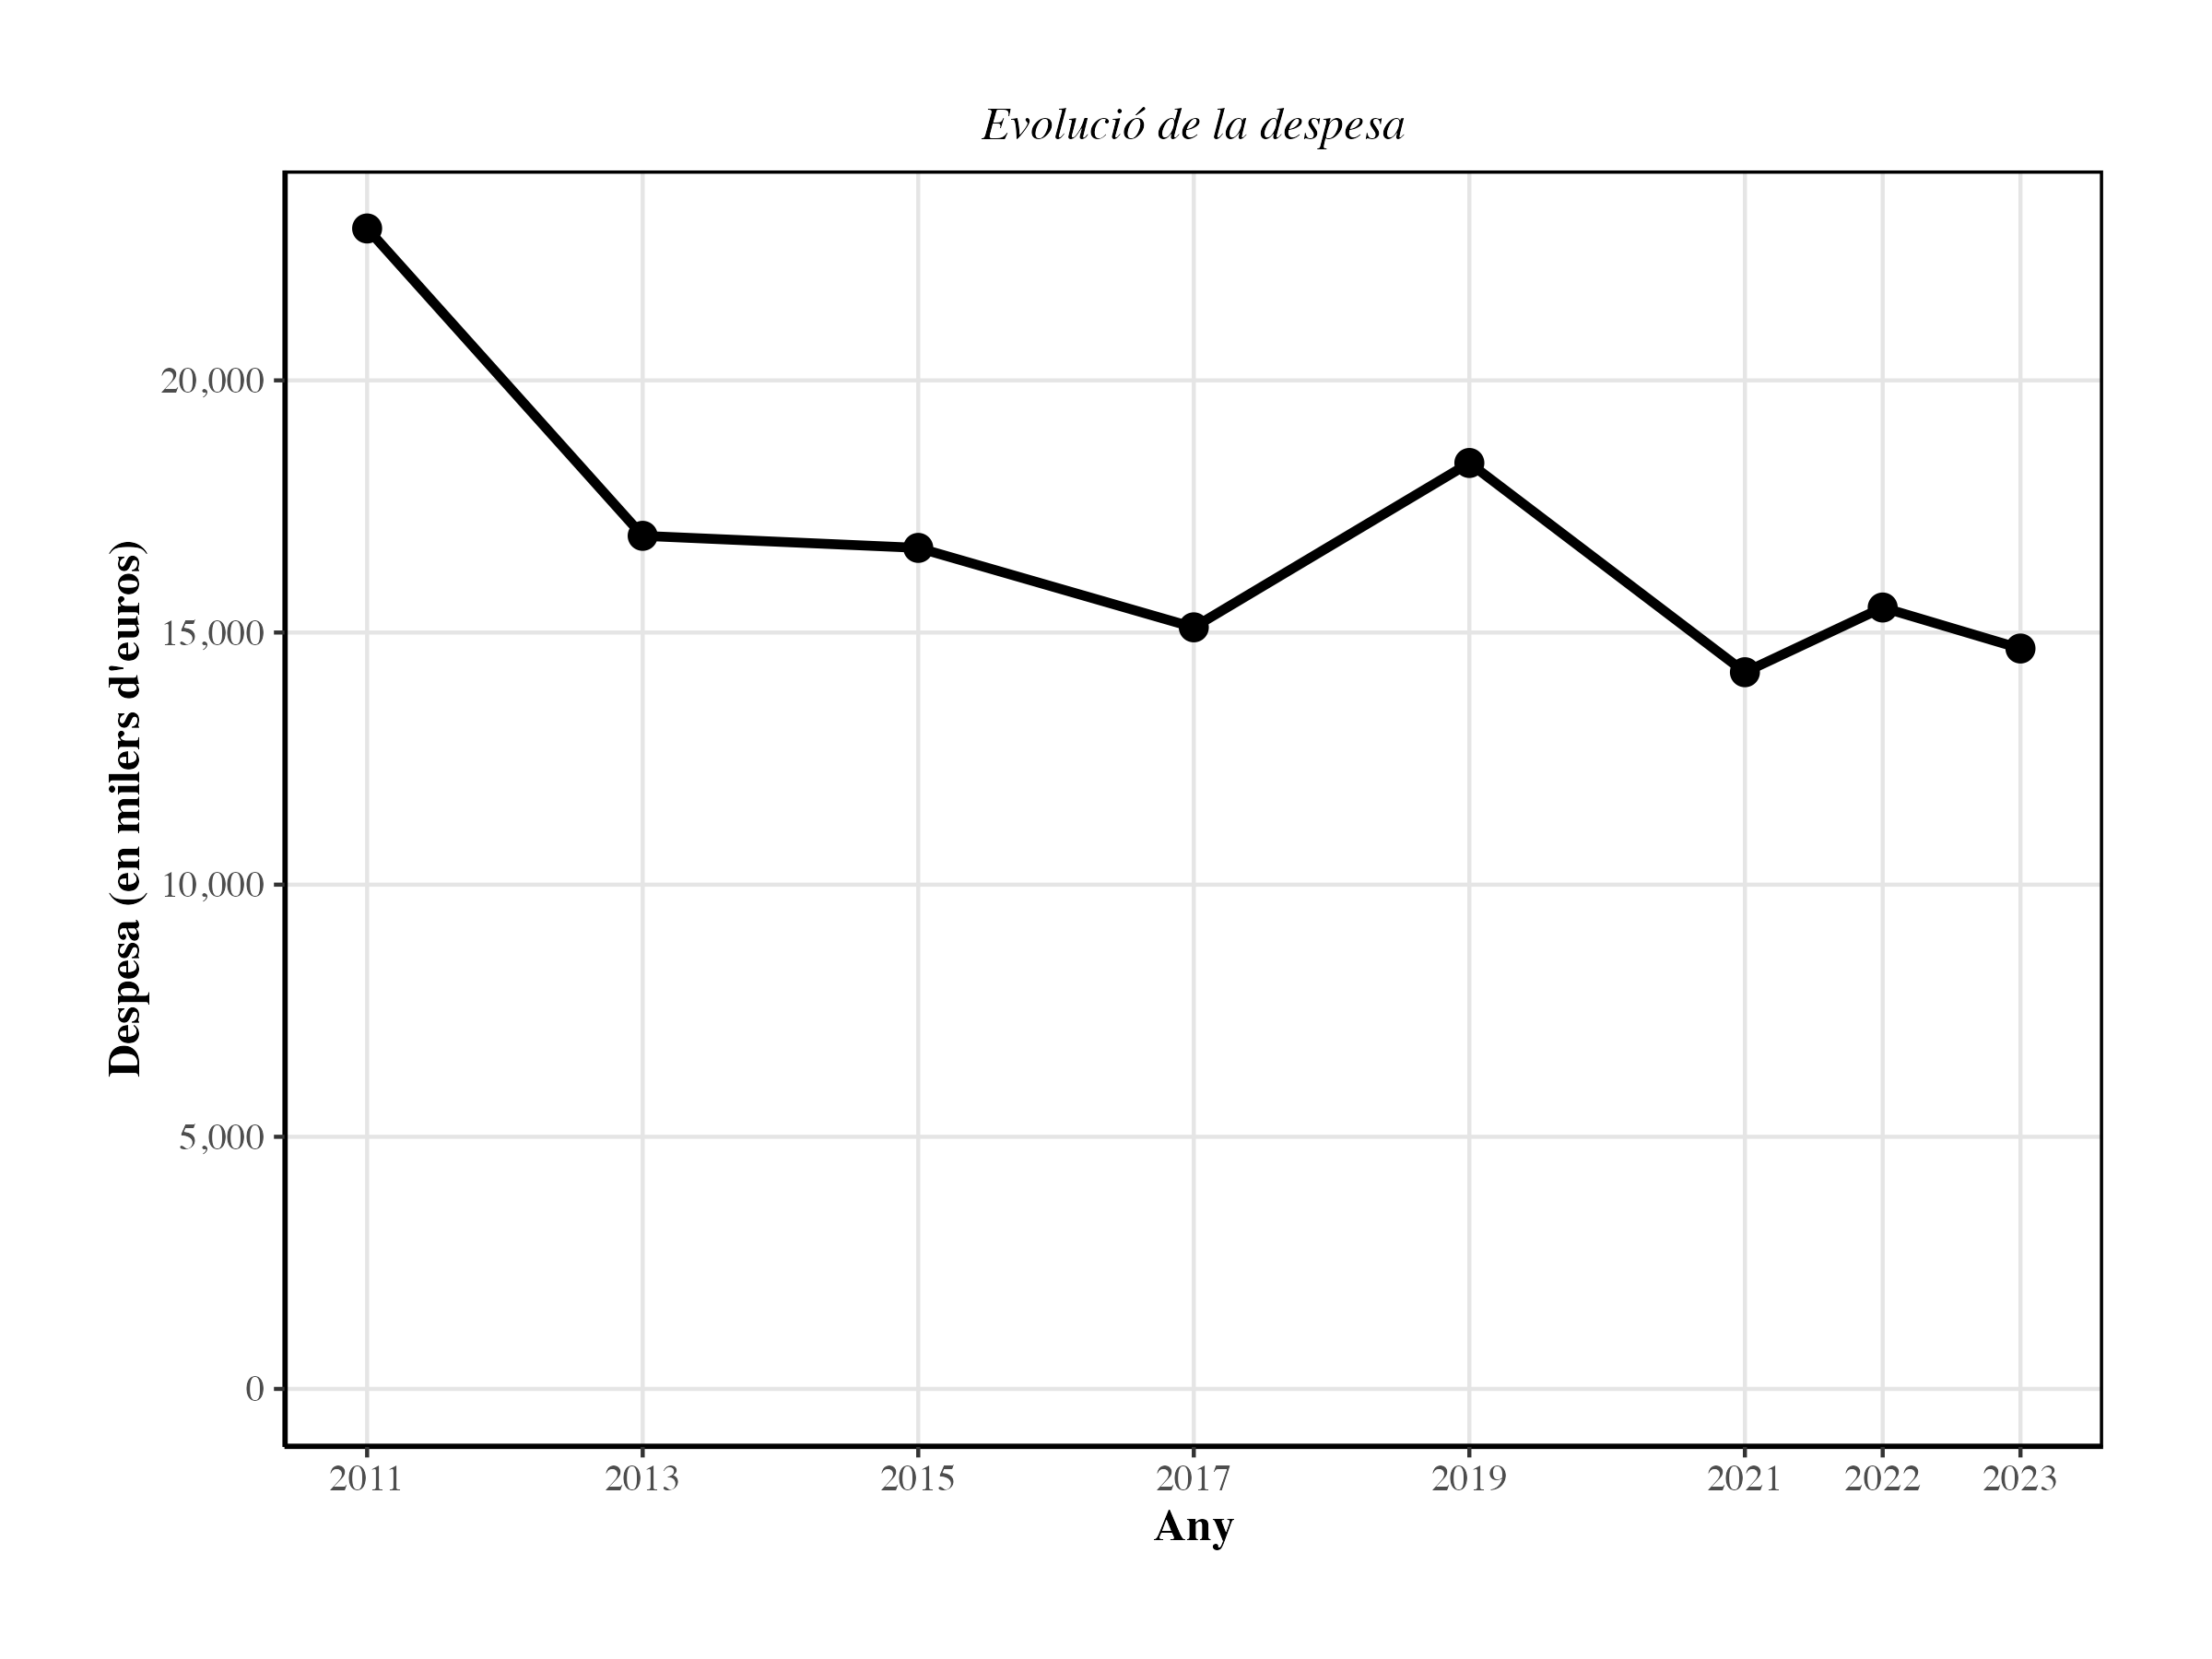 Evolució de la despesa
Despesa (en milers d'euros)
20,000
15,000
10,000
5,000
0
2011 2013 2015 2017 2019 2021 2022 2023
Any